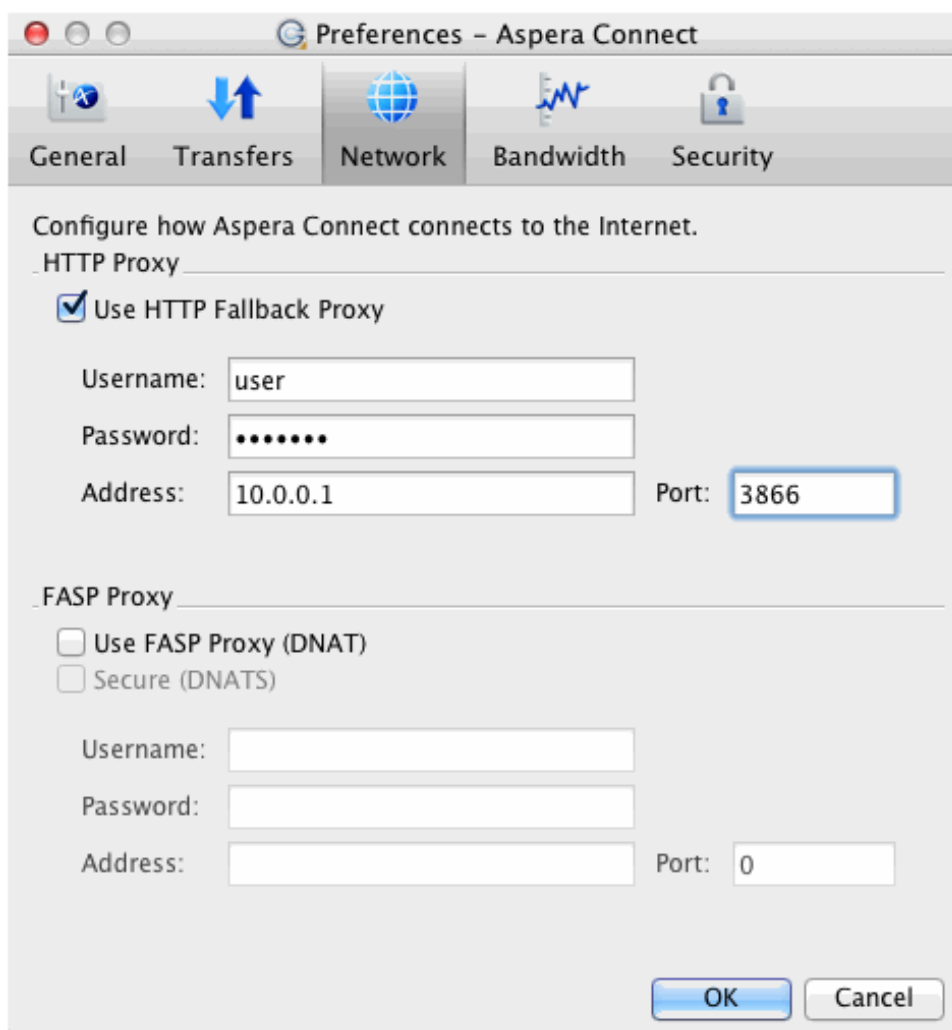 Preferences – Aspera Connect
General Transfers Network Bandwidth Security
Configure how Aspera Connect connects to the Internet.
HTTP Proxy
Use HTTP Fallback Proxy
Username: user
Password: •••••••
Address: 10.0.0.1 Port: 3866
FASP Proxy
Use FASP Proxy (DNAT)
Secure (DNATS)
Username:
Password:
Address: Port: 0
OK Cancel